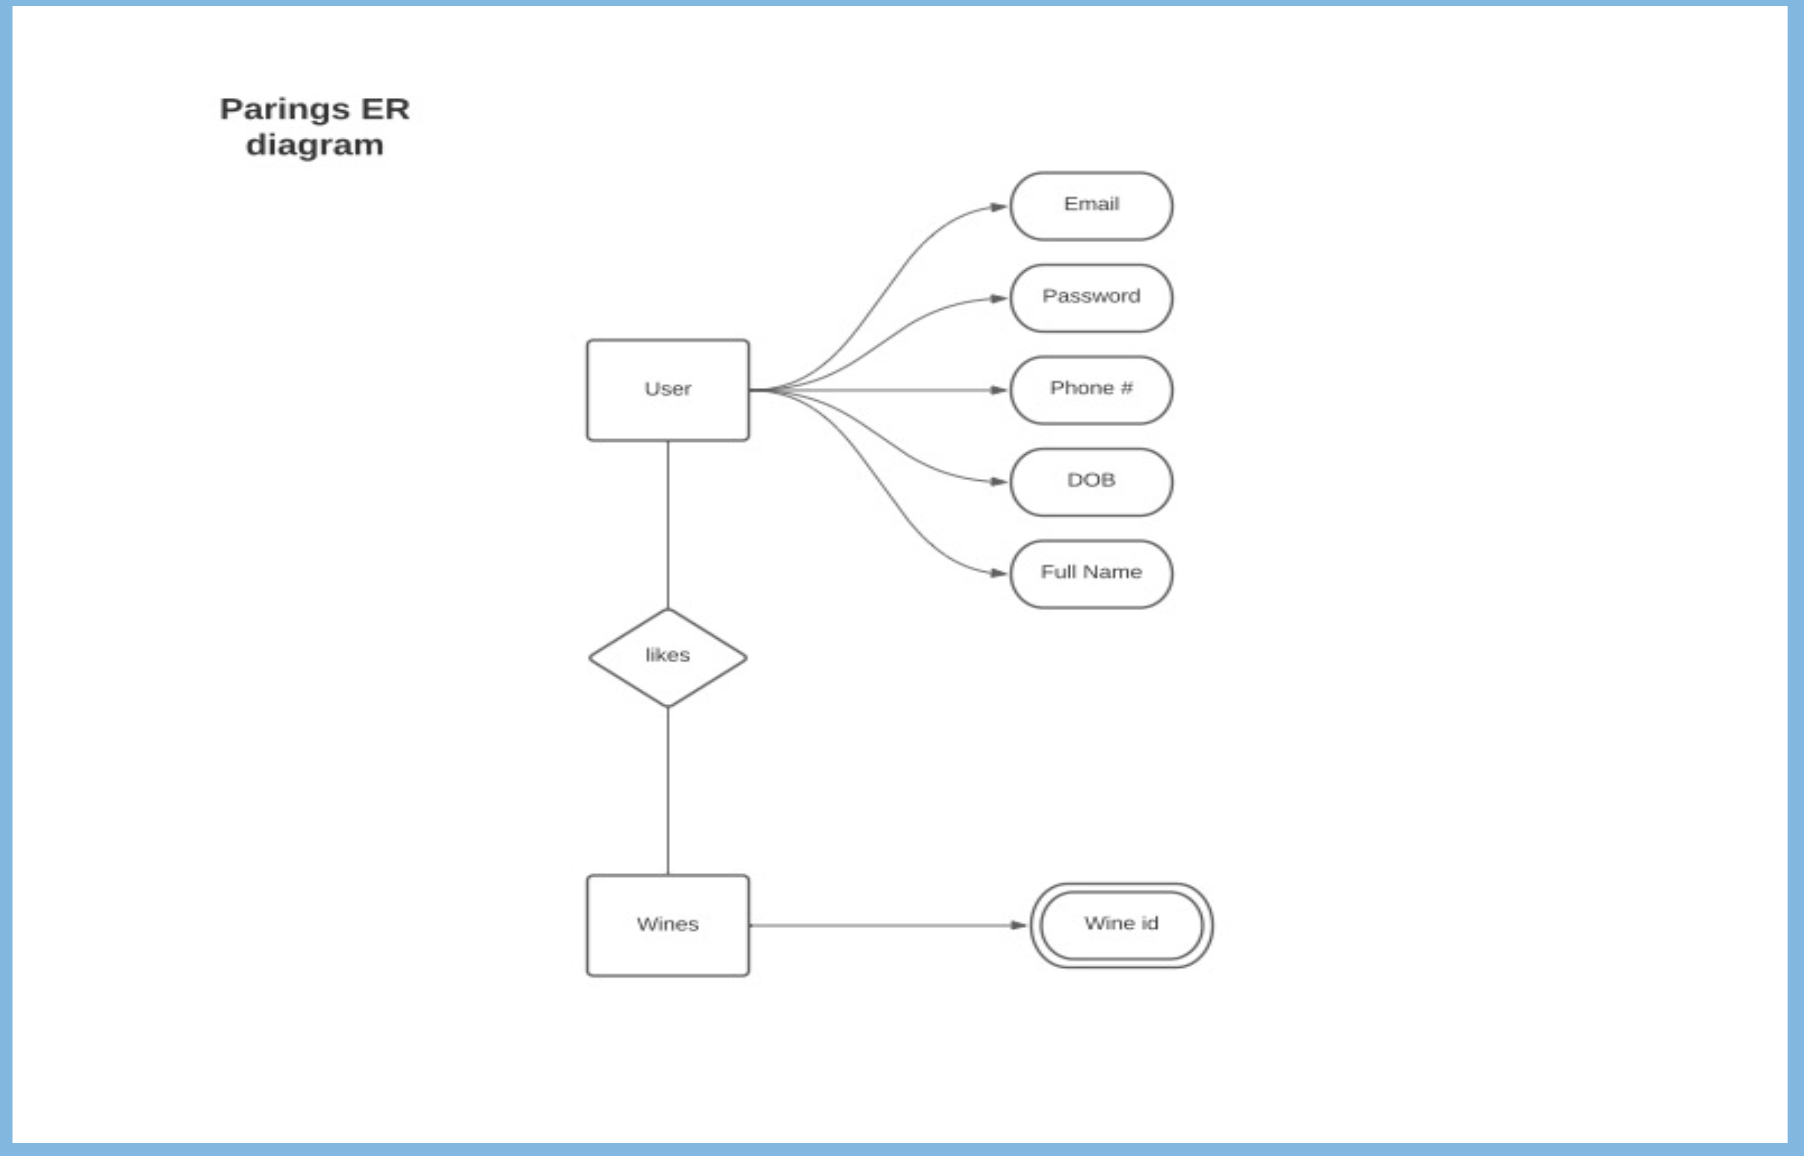 Parings ER
diagram
Email
Password
User
Phone #
DOB
Full Name
likes
Wines
Wine id